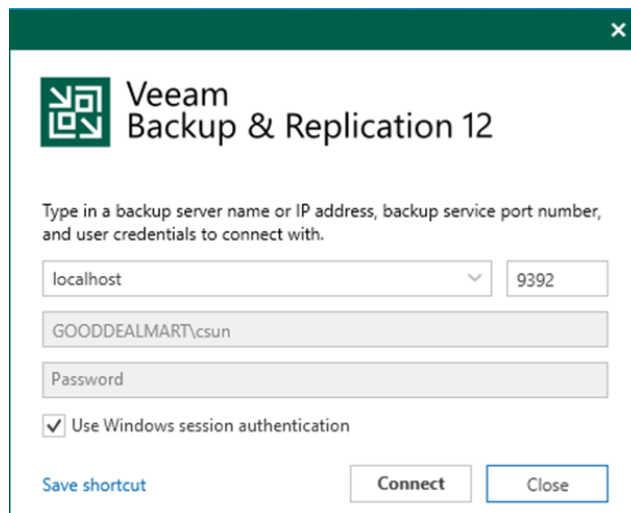 Veeam
Backup & Replication 12
Type in a backup server name or IP address, backup service port number,
and user credentials to connect with.
localhost
9392
GOODDEALMART\csun
Password
Use Windows session authentication
Save shortcut
Connect
Close